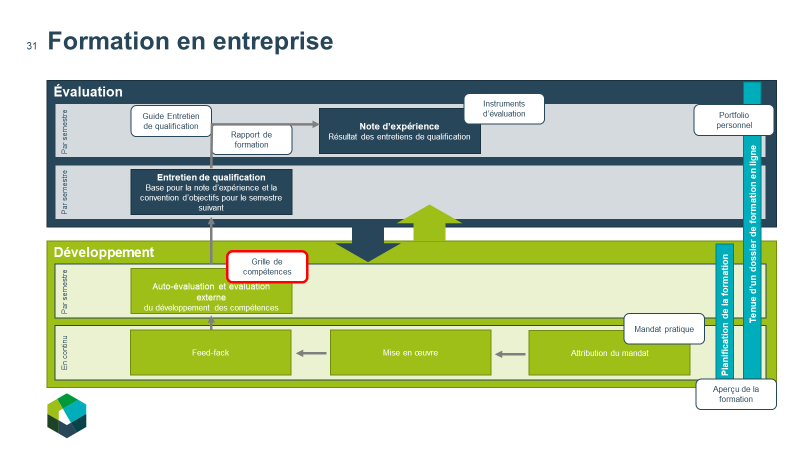 31
Formation en entreprise
Évaluation
Par semestre
Guide Entretien
de qualification
Rapport de
formation
Note d'expérience
Résultat des entretiens de qualification
Instruments
d'évaluation
Portfolio
personnel
Par semestre
Entretien de qualification
Base pour la note d'expérience et la
convention d'objectifs pour le semestre
suivant
Développement
Par semestre
Grille de
compétences
Auto-évaluation et évaluation
externe
du développement des compétences
En continu
Feed-fack
Mise en œuvre
Attribution du mandat
Mandat pratique
Planification de la formation
Tenue d'un dossier de formation en ligne
Aperçu de la
formation